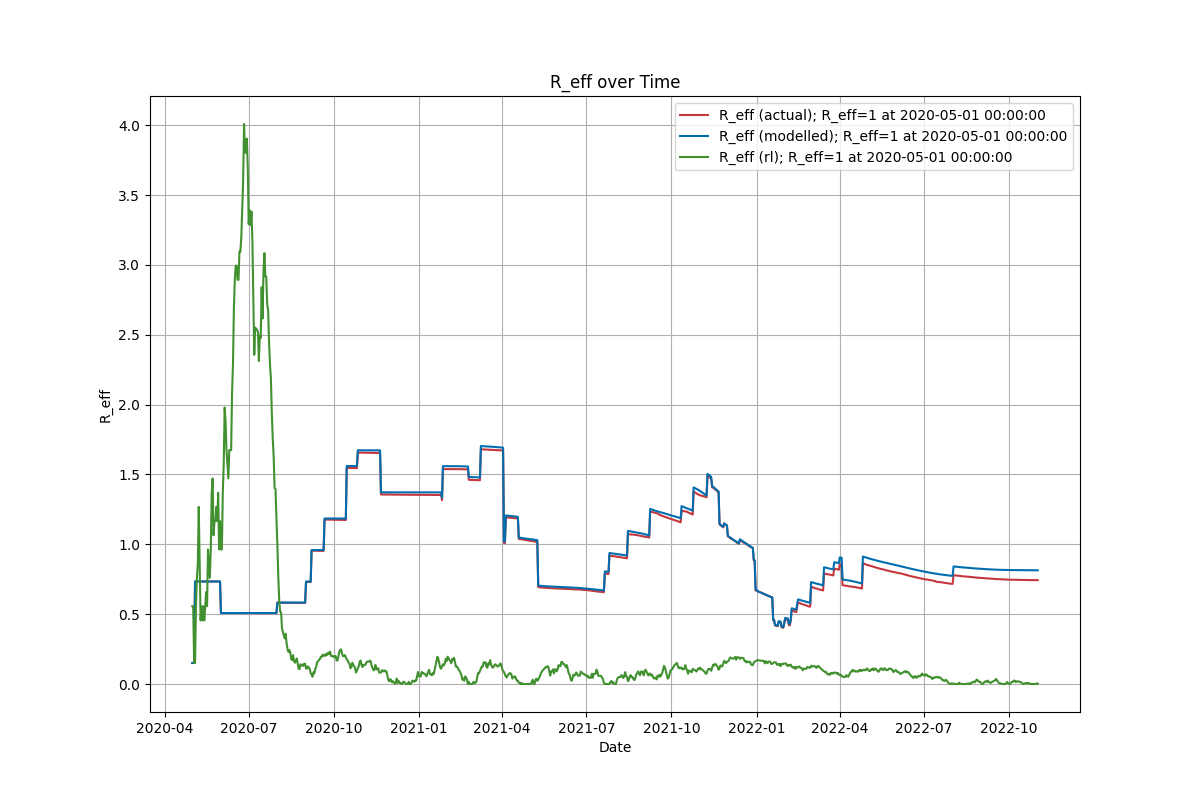 R_eff over Time
R_eff (actual); R_eff=1 at 2020-05-01 00:00:00
R_eff (modelled); R_eff=1 at 2020-05-01 00:00:00
R_eff (rl); R_eff=1 at 2020-05-01 00:00:00
R_eff
4.0
3.5
3.0
2.5
2.0
1.5
1.0
0.5
0.0
2020-04 2020-07 2020-10 2021-01 2021-04 2021-07 2021-10 2022-01 2022-04 2022-07 2022-10
Date